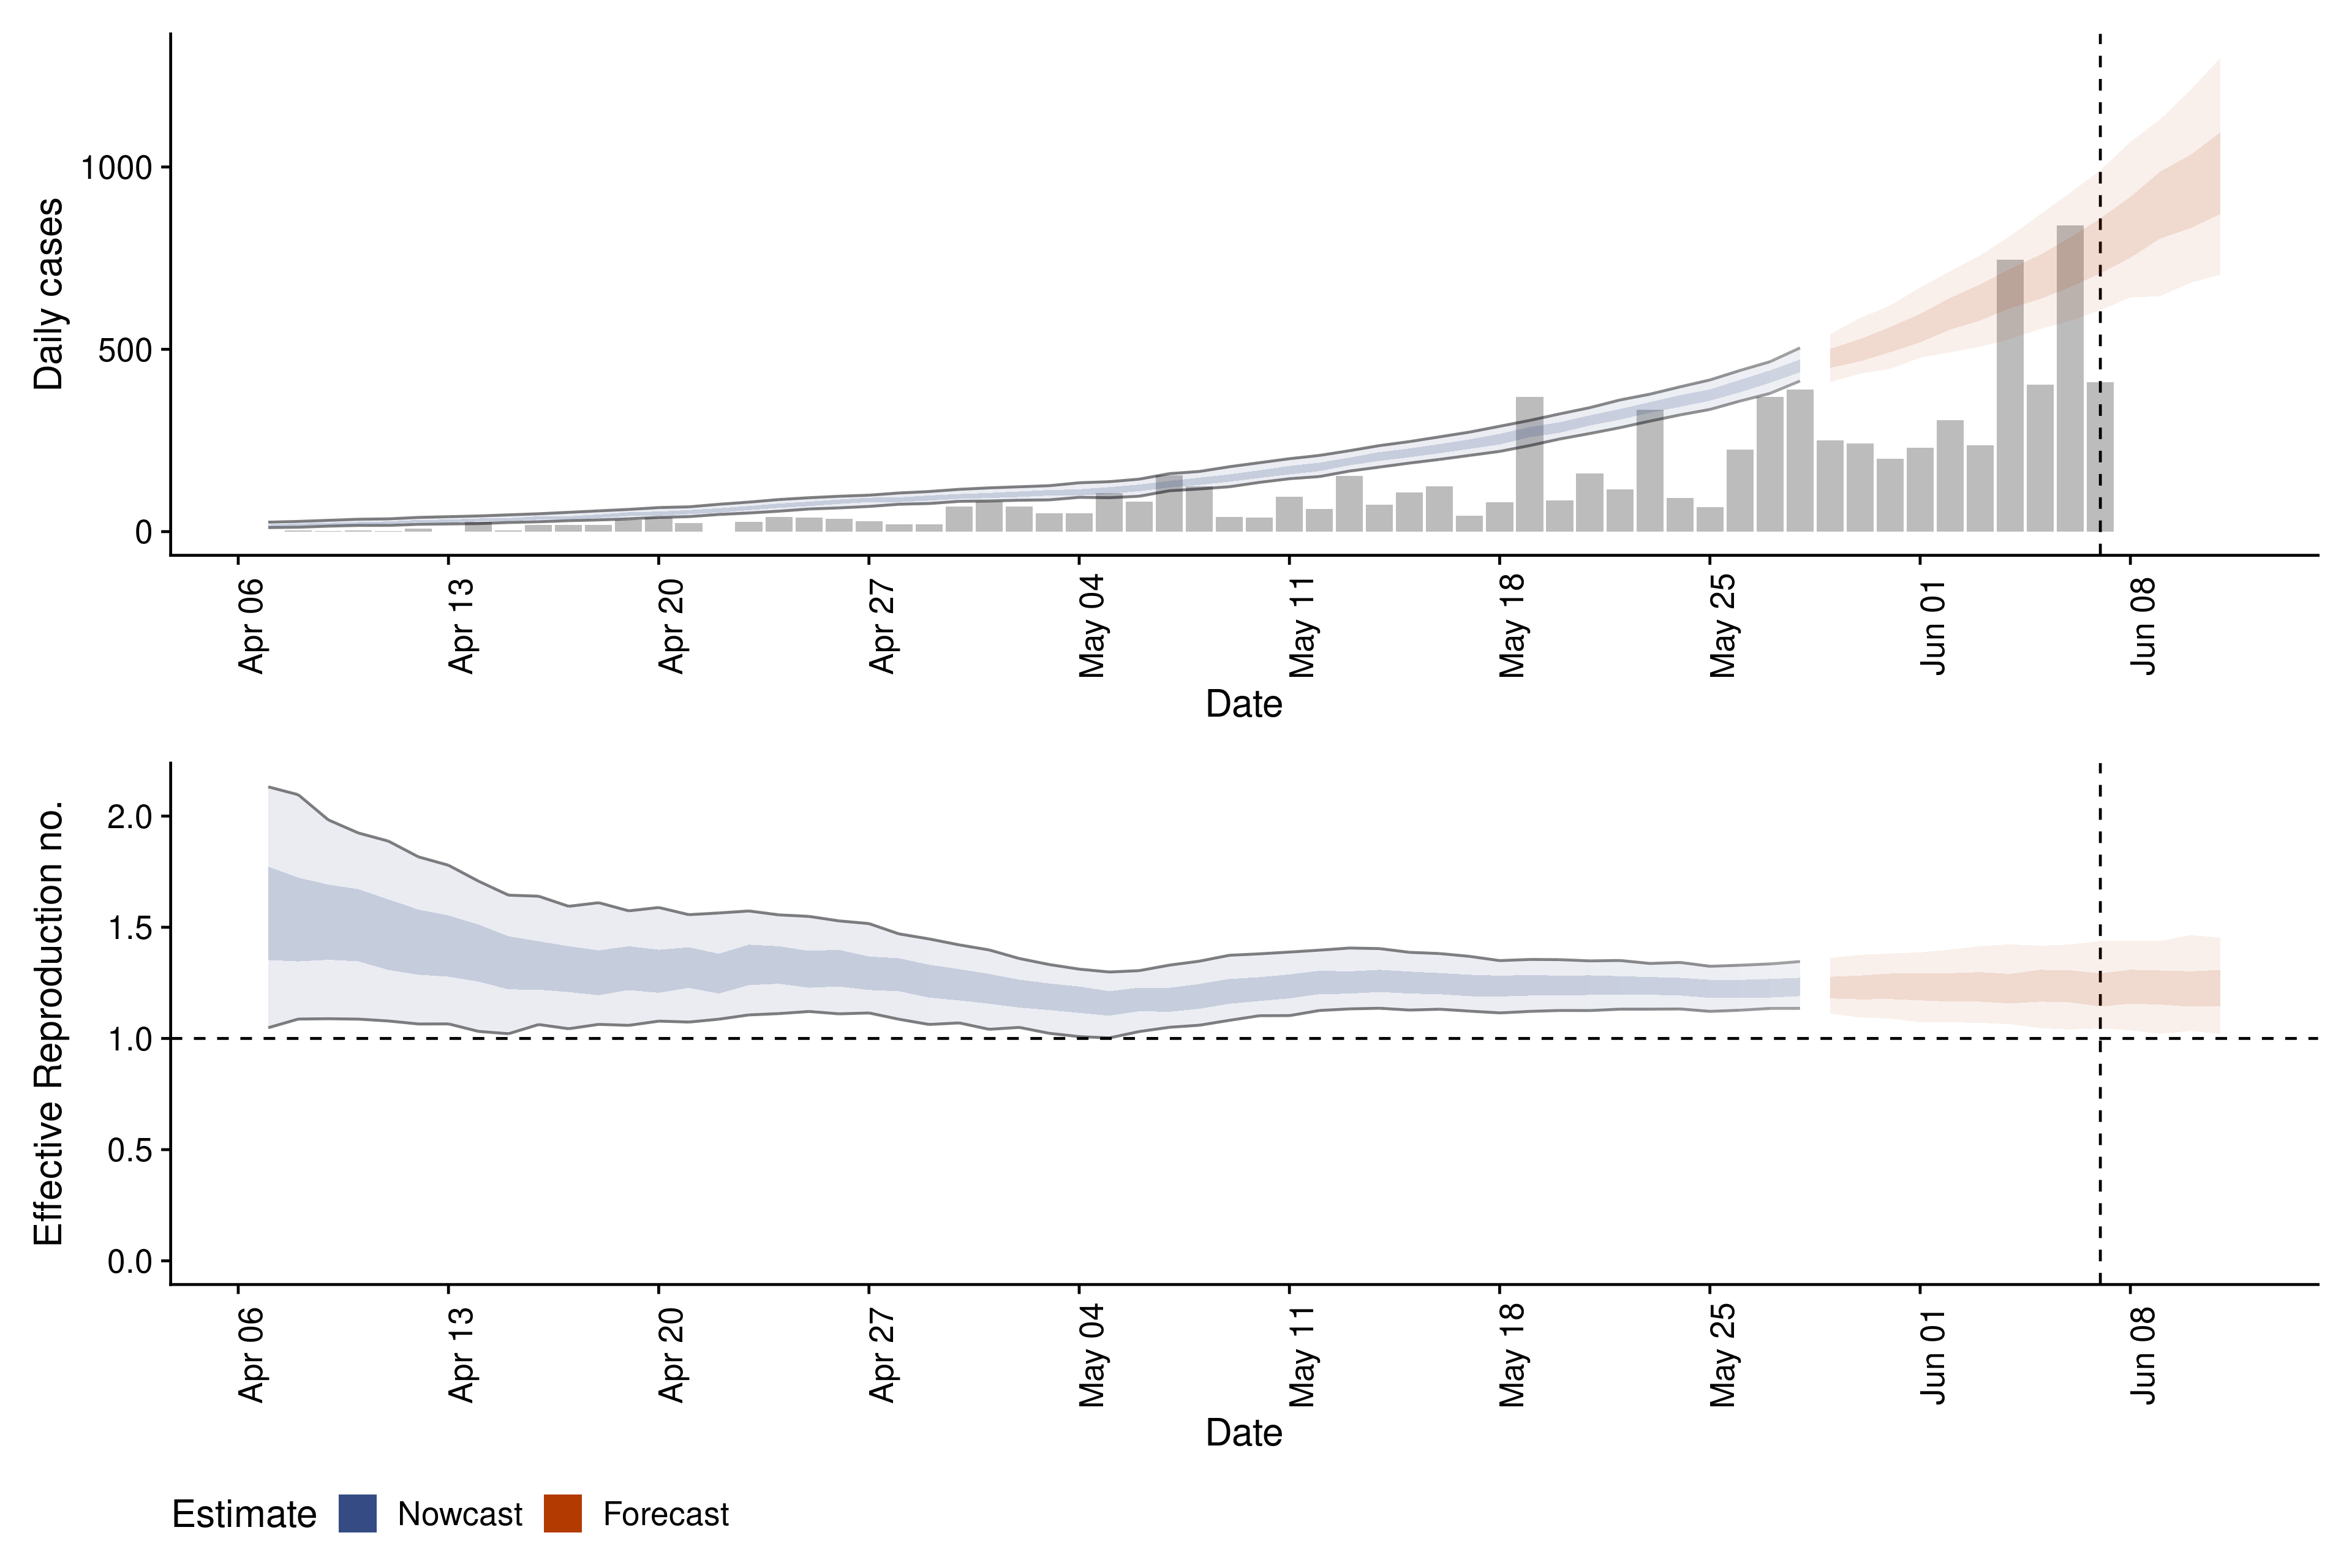 Daily cases
1000
500
0
Apr 06
Apr 13
Apr 20
Apr 27
May 04
May 11
May 18
May 25
Jun 01
Jun 08
Date
Effective Reproduction no.
2.0
1.5
1.0
0.5
0.0
Apr 06
Apr 13
Apr 20
Apr 27
May 04
May 11
May 18
May 25
Jun 01
Jun 08
Date
Estimate Nowcast Forecast